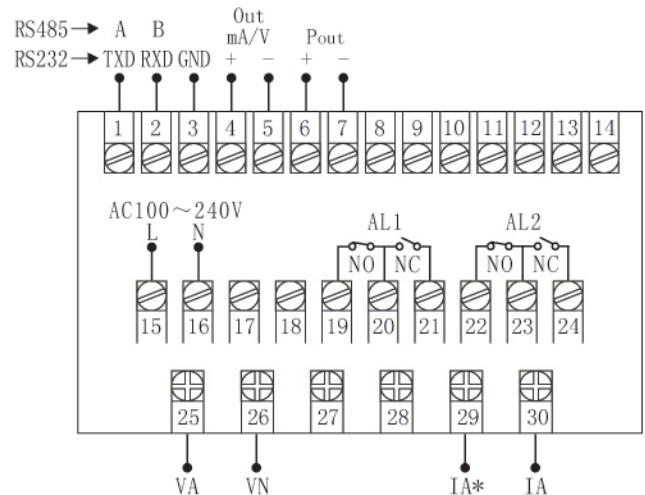 Out
RS485→ A B mA/V Pout
RS232→ TXD RXD GND + − + −
1 2 3 4 5 6 7 8 9 10 11 12 13 14
AC100～240V AL1 AL2
L N
NO NC NO NC
15 16 17 18 19 20 21 22 23 24
25 26 27 28 29 30
VA VN IA* IA